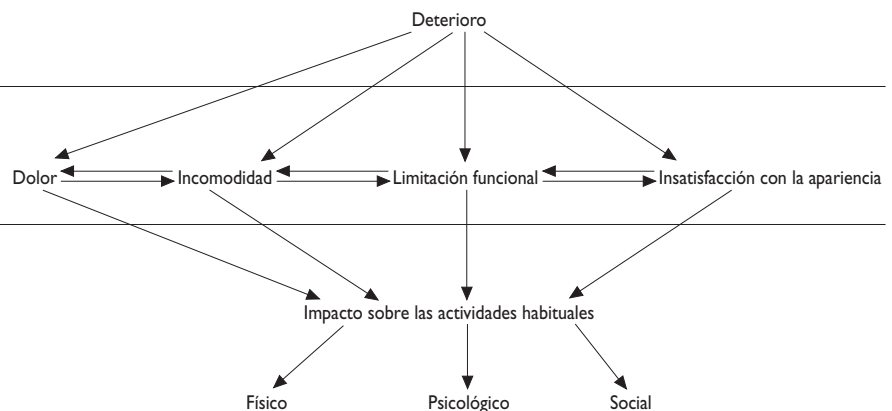 Deterioro
Dolor Incomodidad Limitación funcional Insatisfacción con la apariencia
Impacto sobre las actividades habituales
Físico Psicológico Social